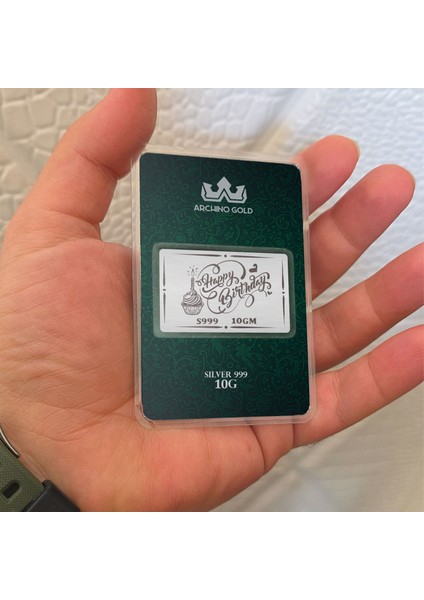 ARCHINO GOLD
Happy
Birthday
S999 10GM
SILVER 999
10G